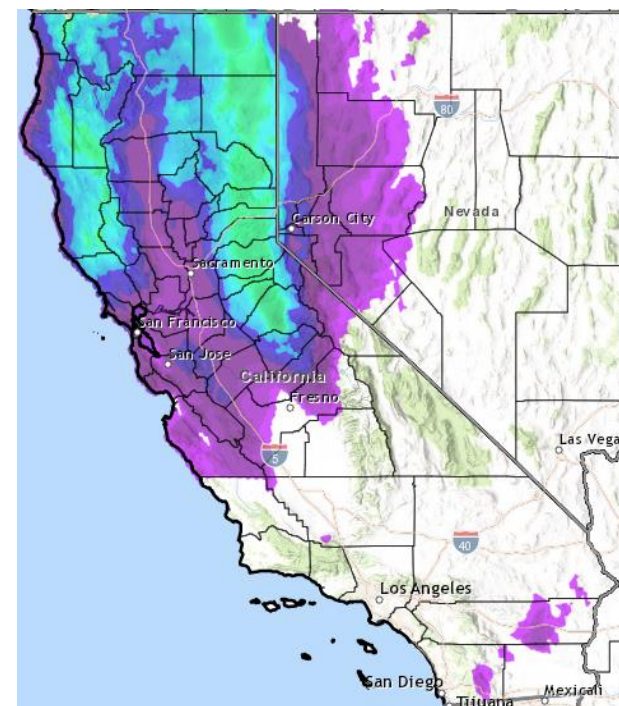 80
Nevada
Carson City
Sacramento
San Francisco
San Jose
California
Fresno
5
Las Vega
40
Los Angeles
San Diego
Mexicali
Tijuana